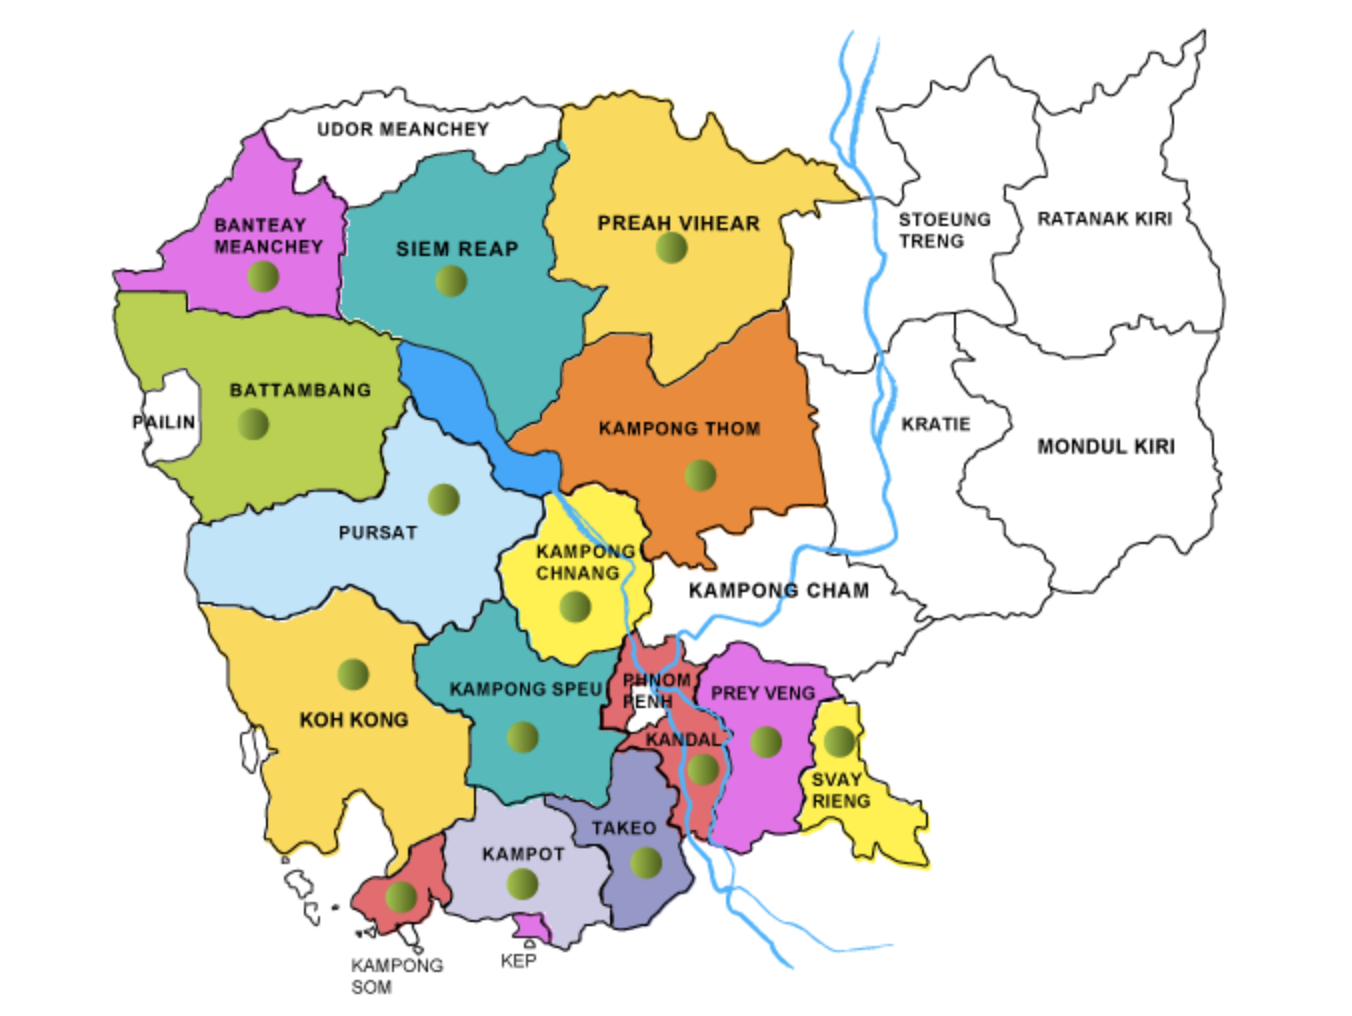 UDOR MEANCHEY
BANTEAY
MEANCHEY
SIEM REAP
PREAH VIHEAR
STOEUNG
TRENG
RATANAK KIRI
BATTAMBANG
PAILIN
KAMPONG THOM
KRATIE
MONDUL KIRI
PURSAT
KAMPONG
CHNANG
KAMPONG CHAM
KOH KONG
KAMPONG SPEU
PHNOM
PENH
PREY VENG
KANDAL
SVAY
RIENG
TAKEO
KAMPOT
KAMPONG
SOM
KEP